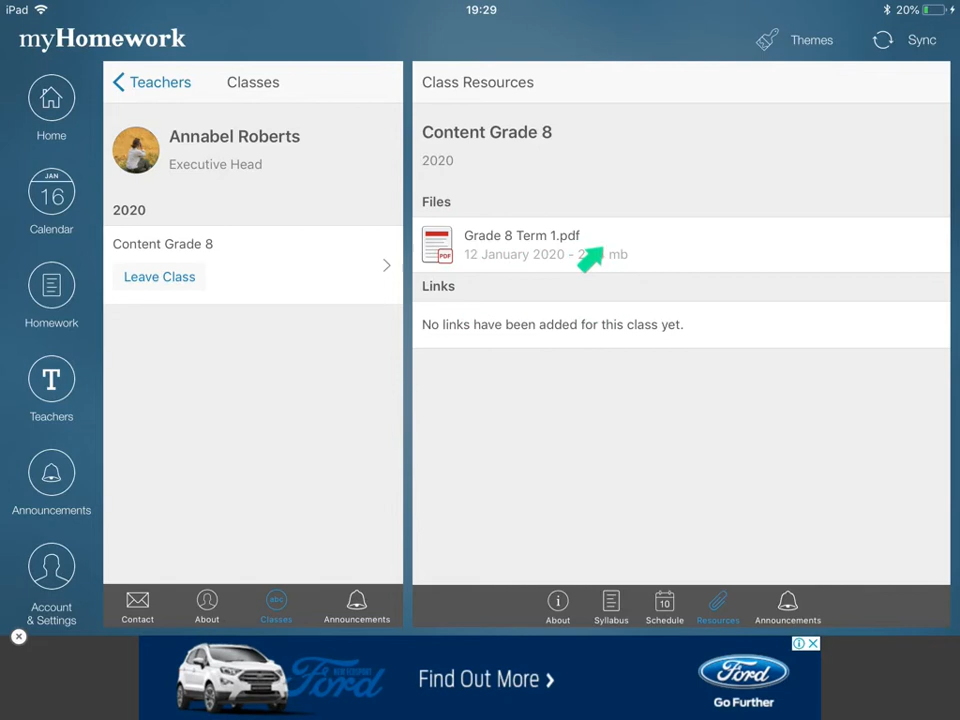 iPad
19:29
20%
myHomework
Themes
Sync
Home
JAN
16
Calendar
Homework
T
Teachers
Announcements
Account
& Settings
Teachers
Classes
Annabel Roberts
Executive Head
2020
Content Grade 8
Leave Class
Contact
About
abc
Classes
Announcements
Class Resources
Content Grade 8
2020
Files
PDF
Grade 8 Term 1.pdf
12 January 2020 - mb
Links
No links have been added for this class yet.
i
About
Syllabus
10
Schedule
Resources
Announcements
Ford
Find Out More
Ford
Go Further